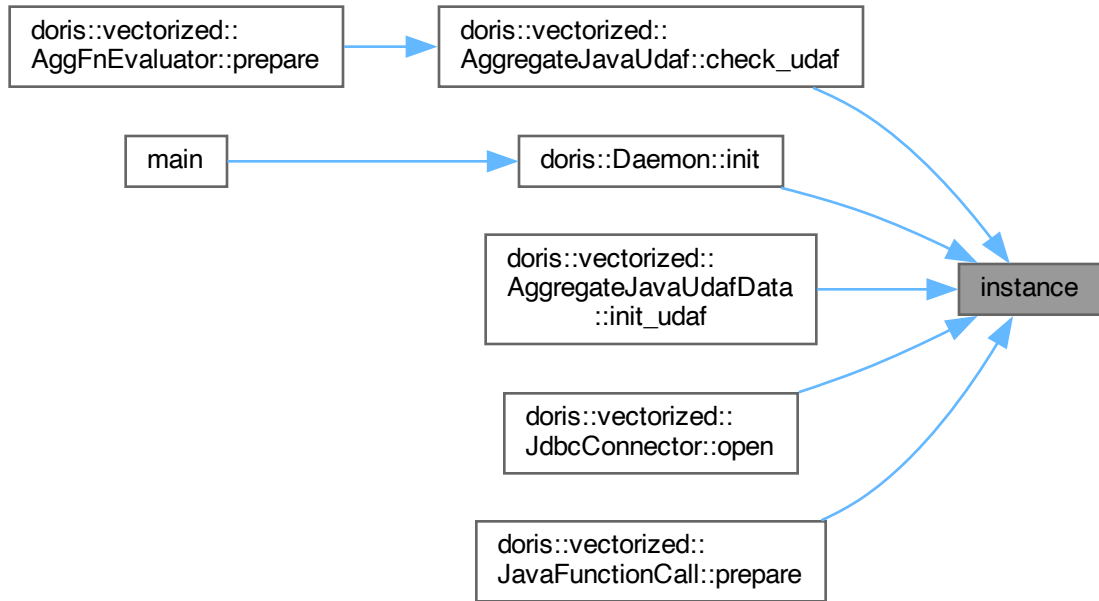 doris::vectorized::
AggFnEvaluator::prepare
doris::vectorized::
AggregateJavaUdaf::check_udaf
main
doris::Daemon::init
doris::vectorized::
AggregateJavaUdafData
::init_udaf
instance
doris::vectorized::
JdbcConnector::open
doris::vectorized::
JavaFunctionCall::prepare